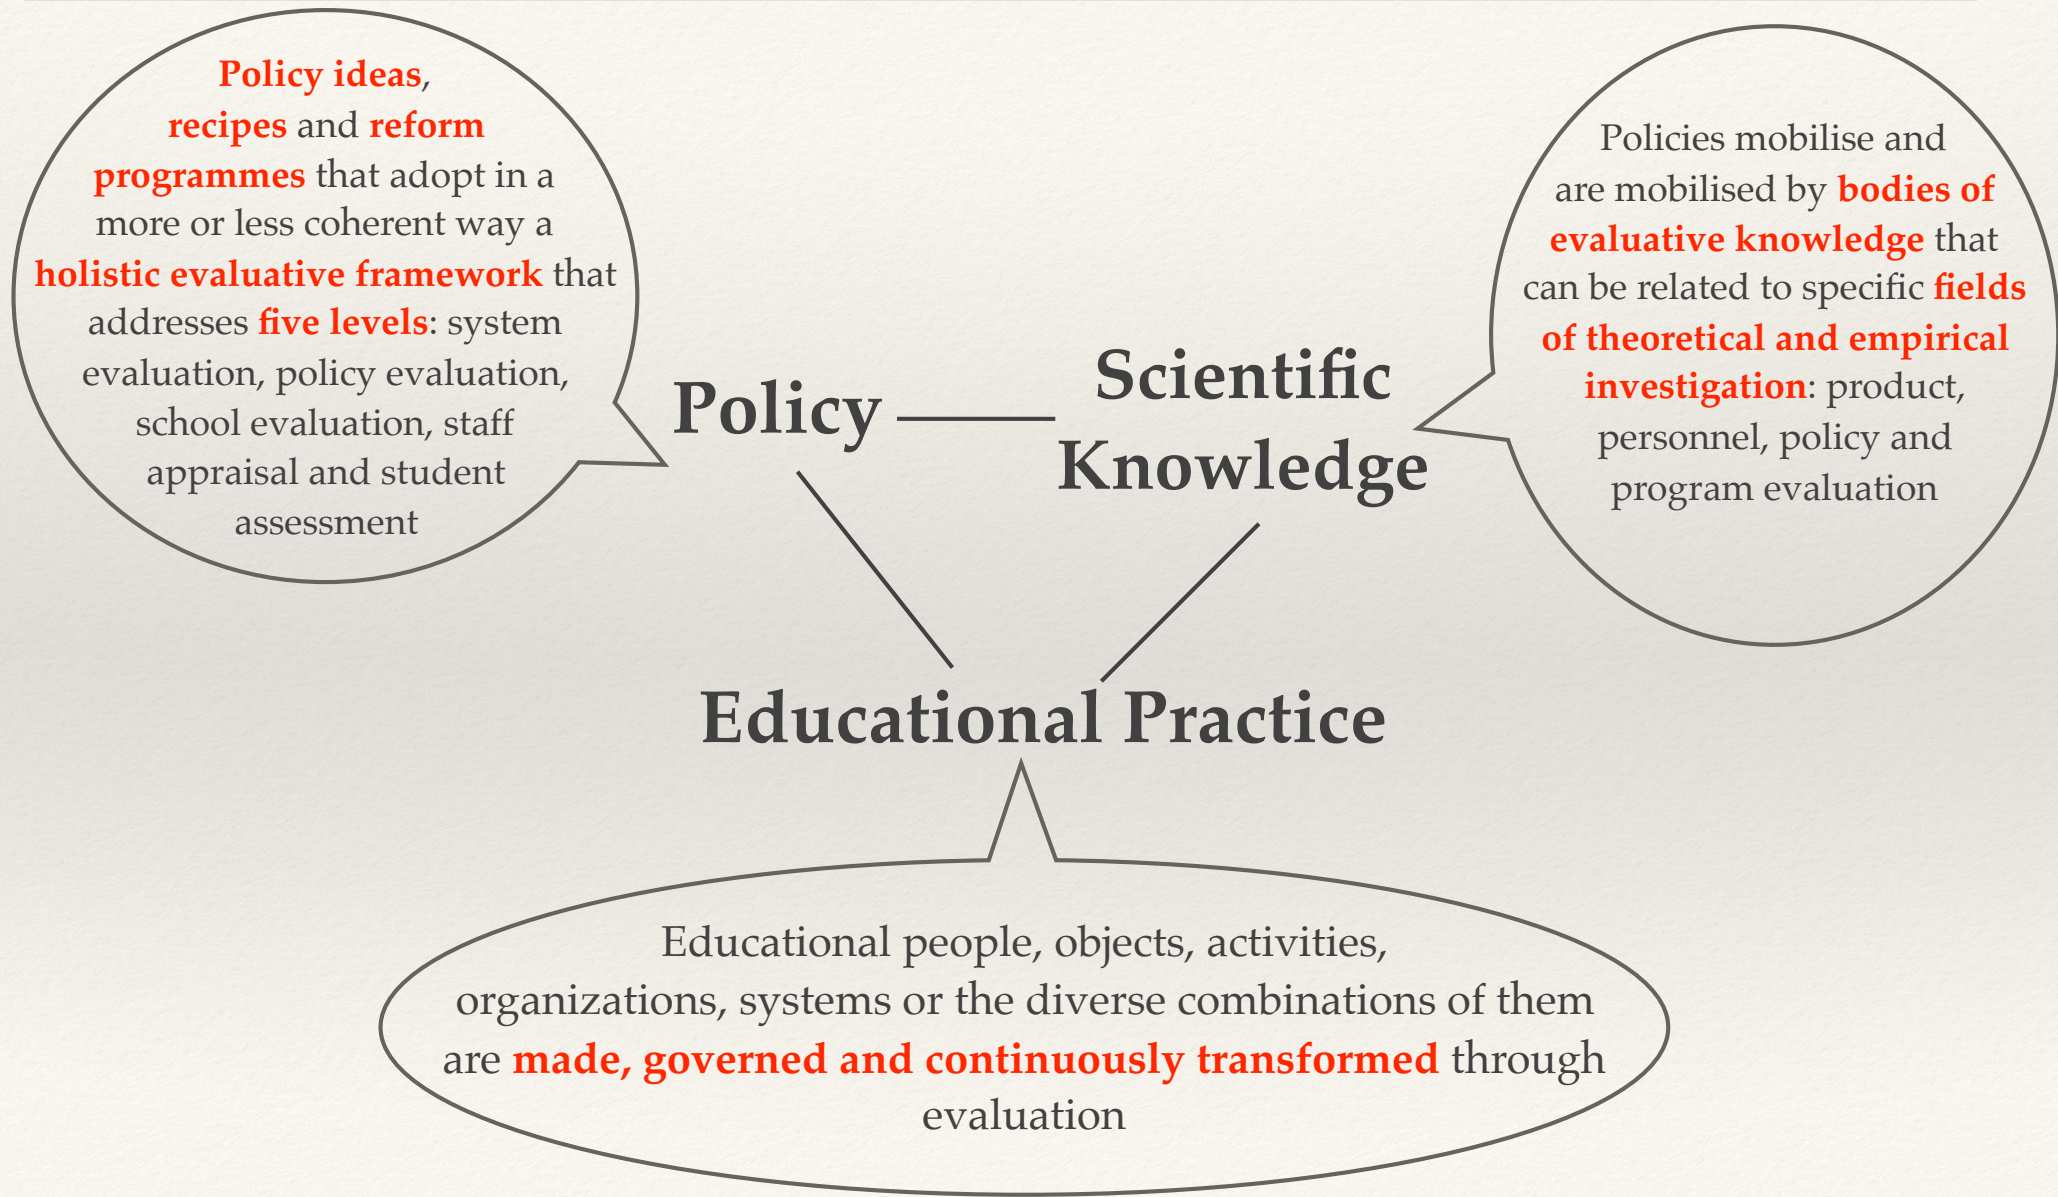 Policy ideas,
recipes and reform
programmes that adopt in a
more or less coherent way a
holistic evaluative framework that
addresses five levels: system
evaluation, policy evaluation,
school evaluation, staff
appraisal and student
assessment
Policy
Scientific
Knowledge
Policies mobilise and
are mobilised by bodies of
evaluative knowledge that
can be related to specific fields
of theoretical and empirical
investigation: product,
personnel, policy and
program evaluation
Educational Practice
Educational people, objects, activities,
organizations, systems or the diverse combinations of them
are made, governed and continuously transformed through
evaluation